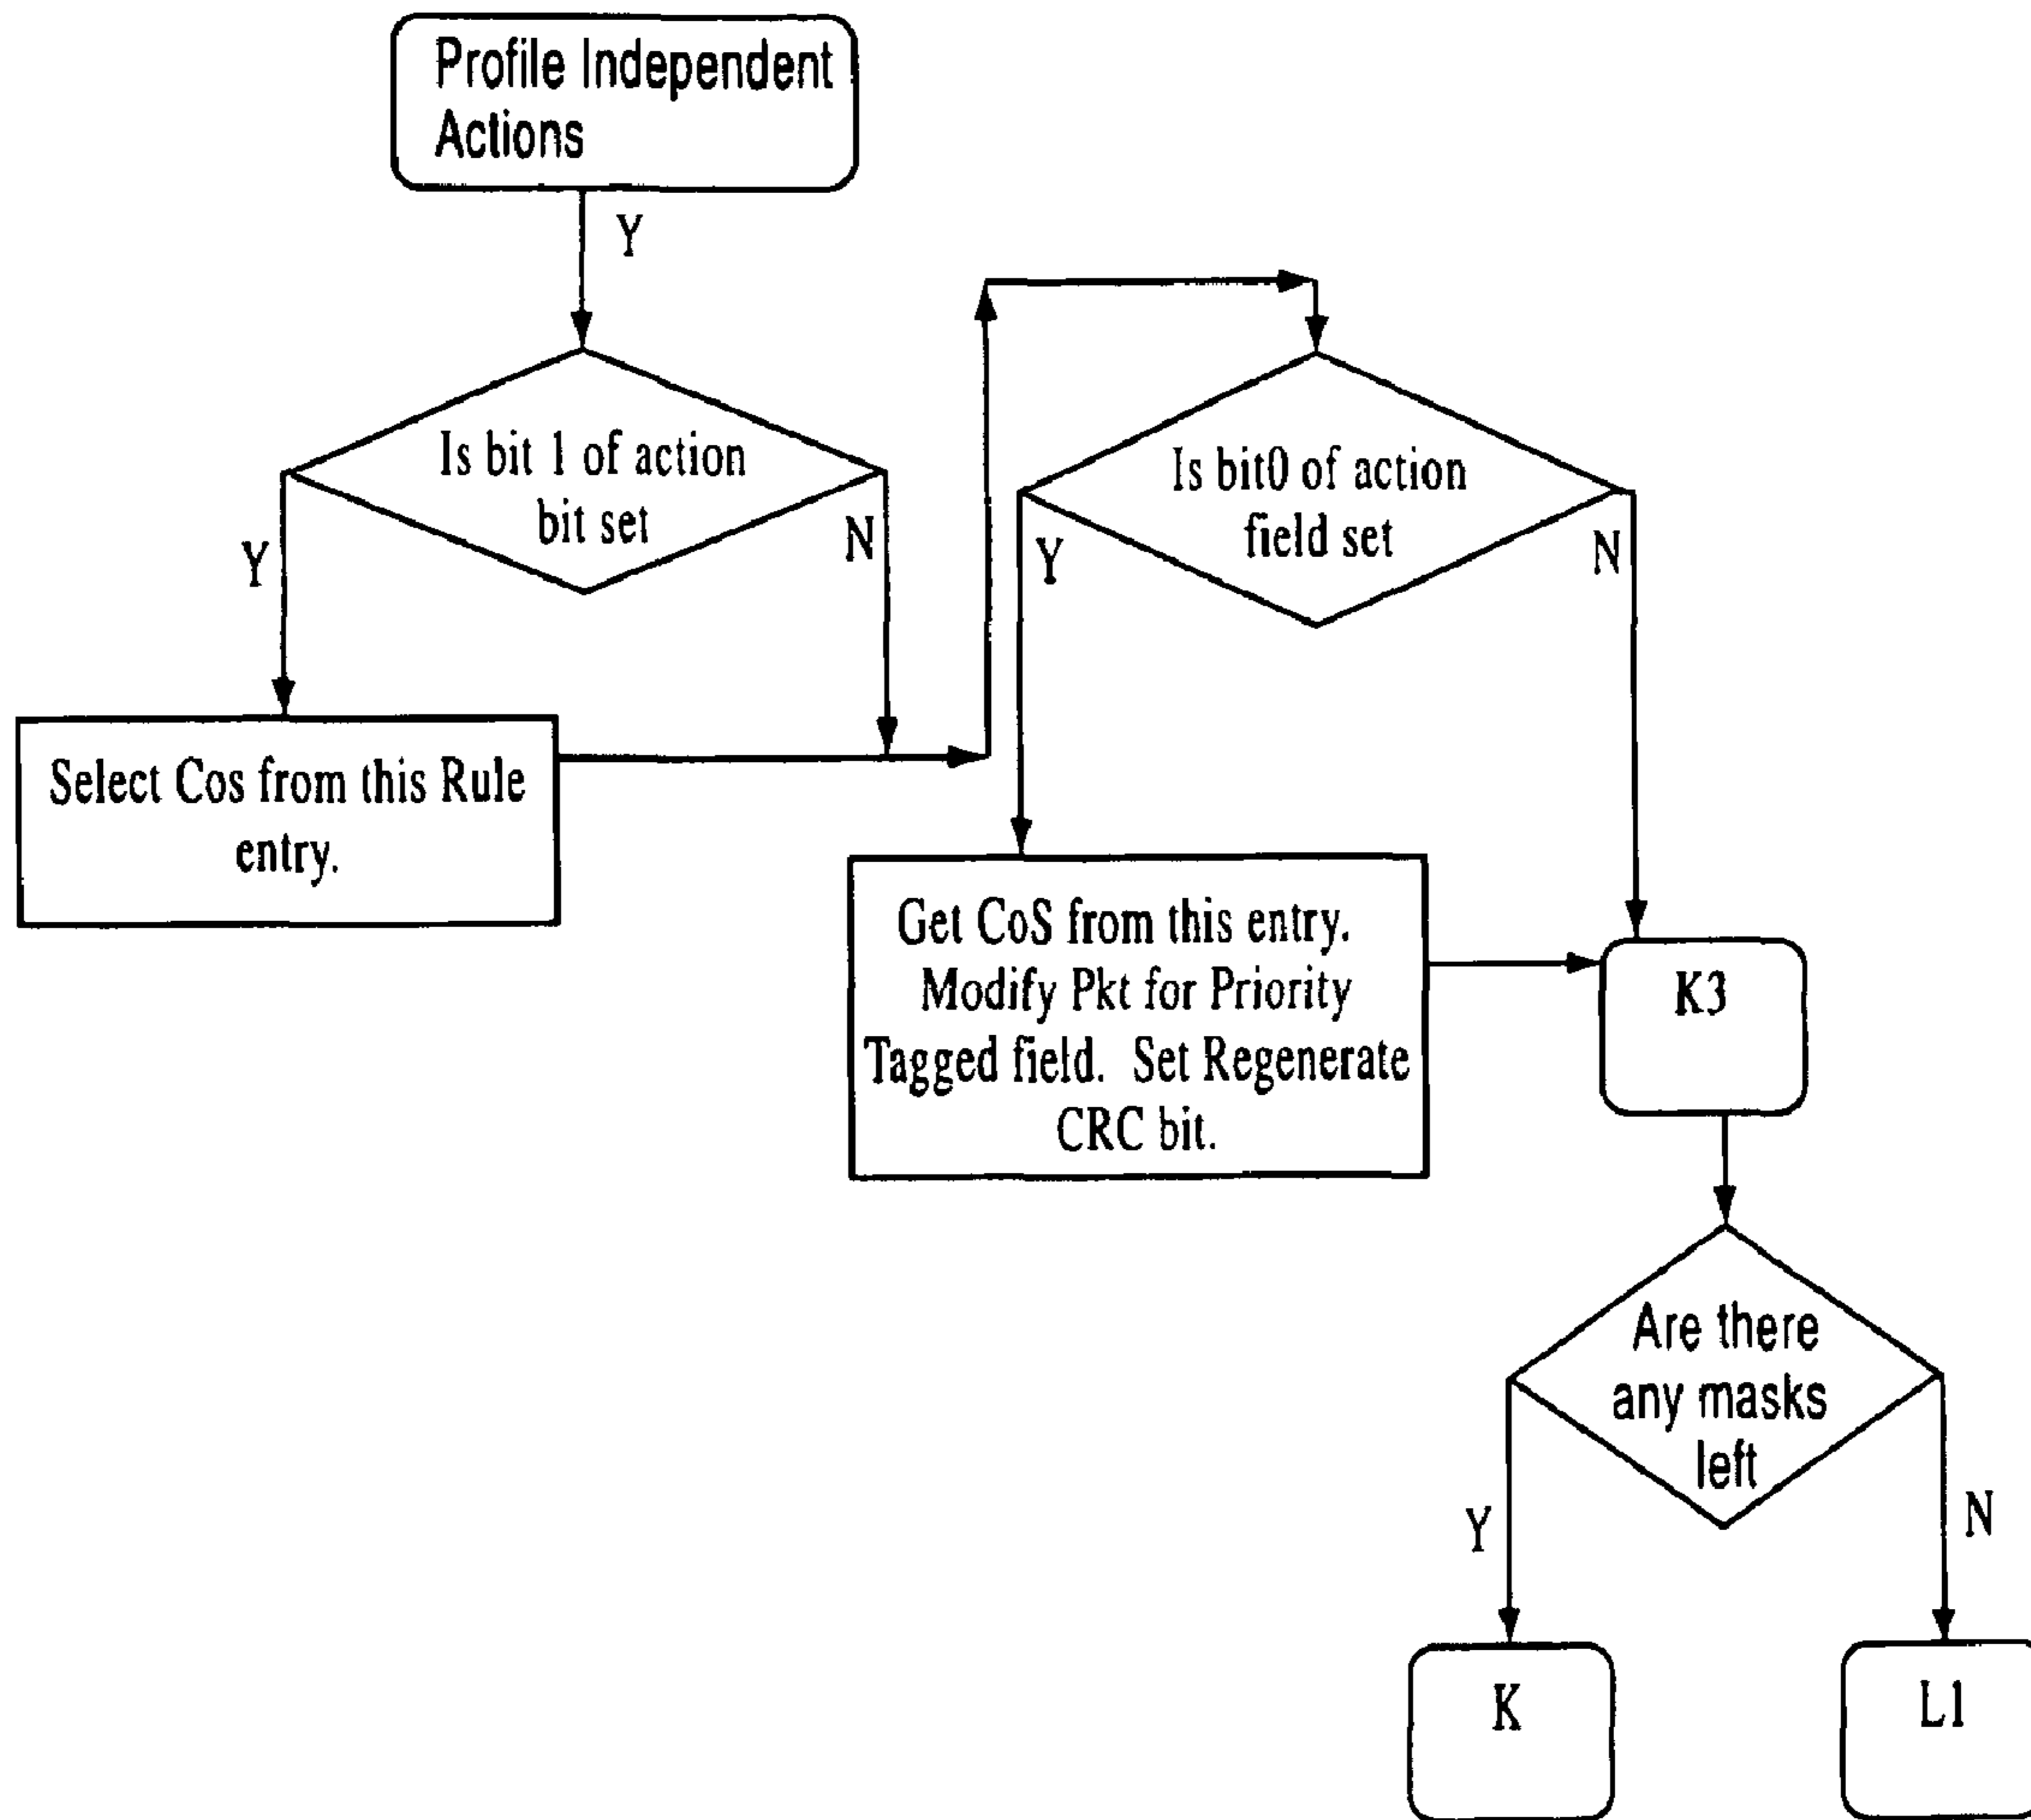 Profile Independent
Actions
Y
Is bit 1 of action
bit set
Y
N
Select Cos from this Rule
entry.
Is bit0 of action
field set
Y
N
Get CoS from this entry.
Modify Pkt for Priority
Tagged field. Set Regenerate
CRC bit.
K3
Are there
any masks
left
Y
N
K
L1